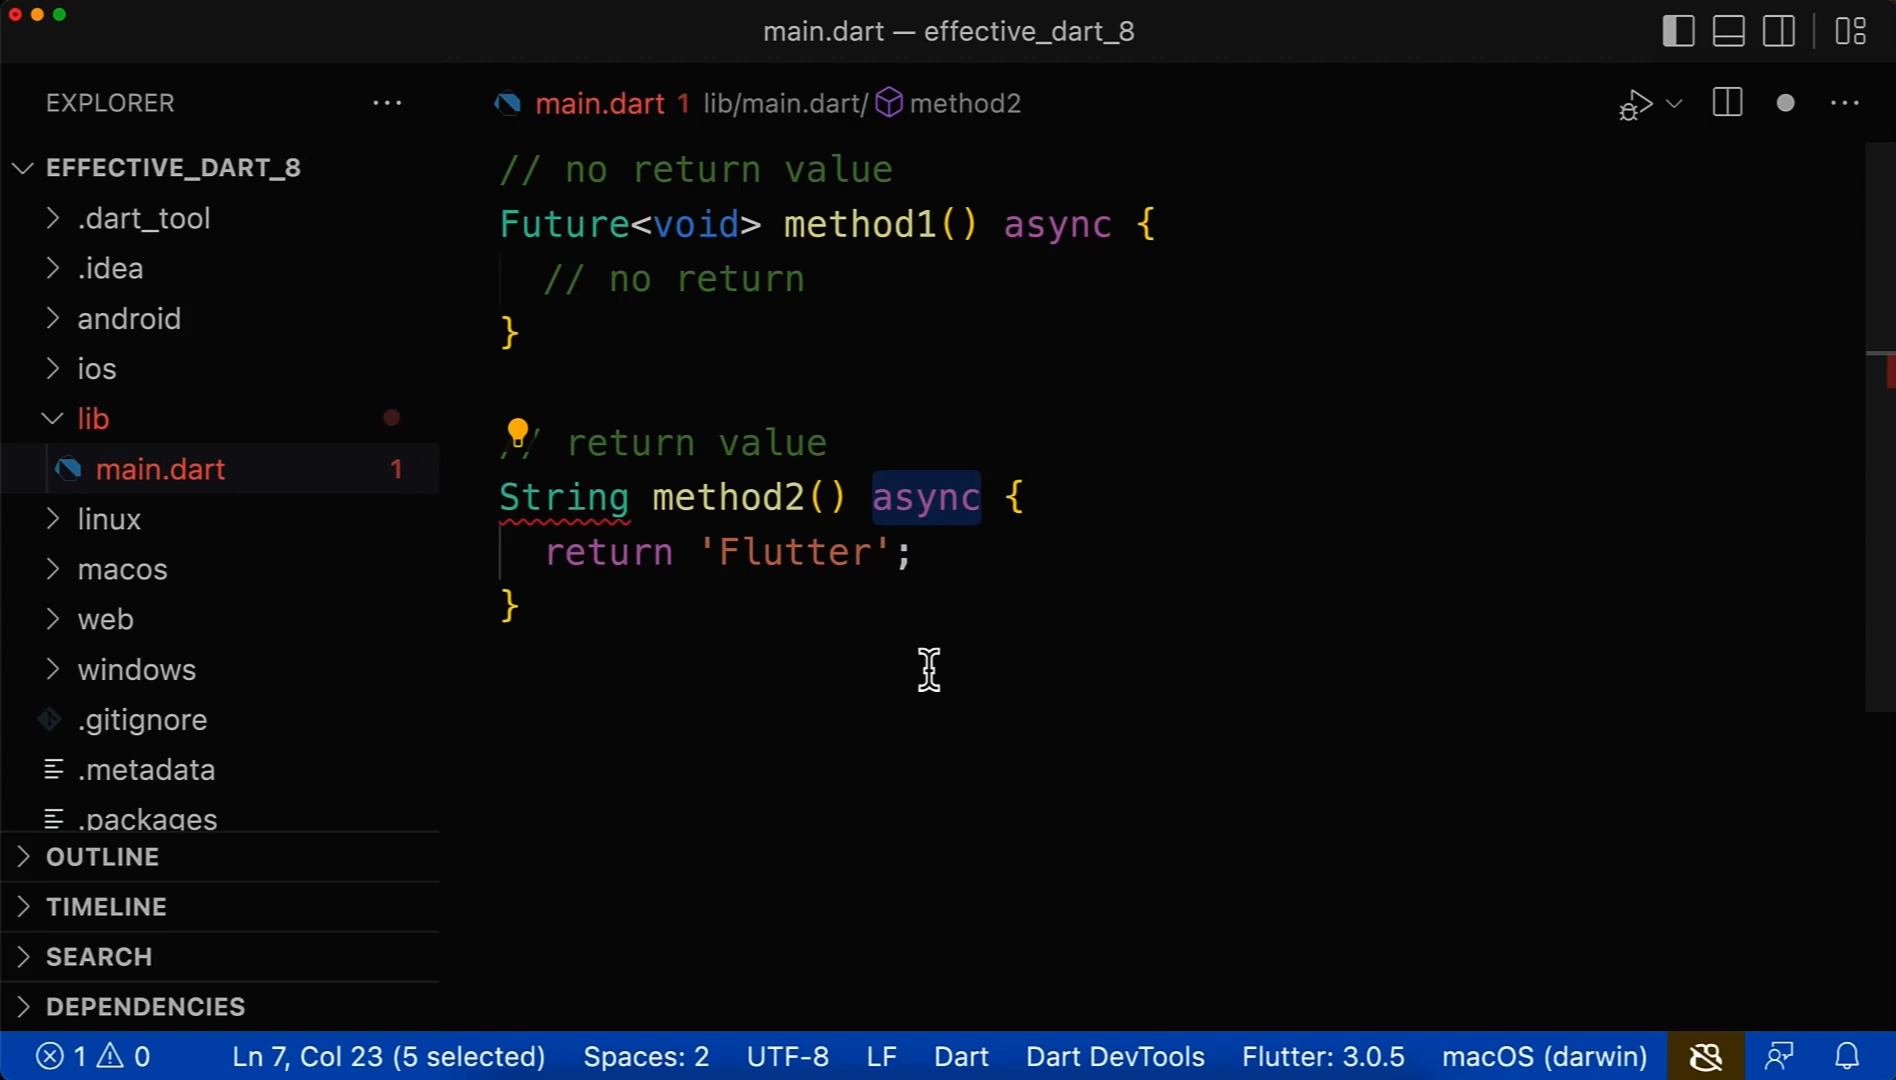 main.dart — effective_dart_8
EXPLORER
EFFECTIVE_DART_8
.dart_tool
.idea
android
ios
lib
main.dart 1
linux
macos
web
windows
.gitignore
.metadata
.packages
OUTLINE
TIMELINE
SEARCH
DEPENDENCIES
main.dart 1 lib/main.dart/ method2
// no return value
Future<void> method1() async {
// no return
}
// return value
String method2() async {
return 'Flutter';
}
1 0 Ln 7, Col 23 (5 selected) Spaces: 2 UTF-8 LF Dart Dart DevTools Flutter: 3.0.5 macOS (darwin)